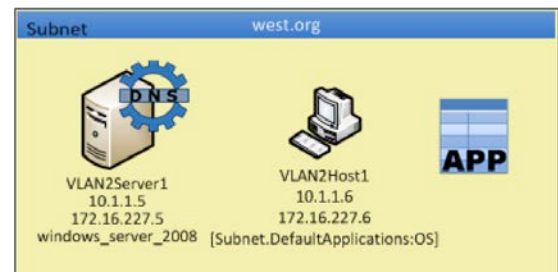 Subnet
west.org
DNS
VLAN2Server1
10.1.1.5
172.16.227.5
windows_server_2008
VLAN2Host1
10.1.1.6
172.16.227.6
[Subnet.DefaultApplications:OS]
APP